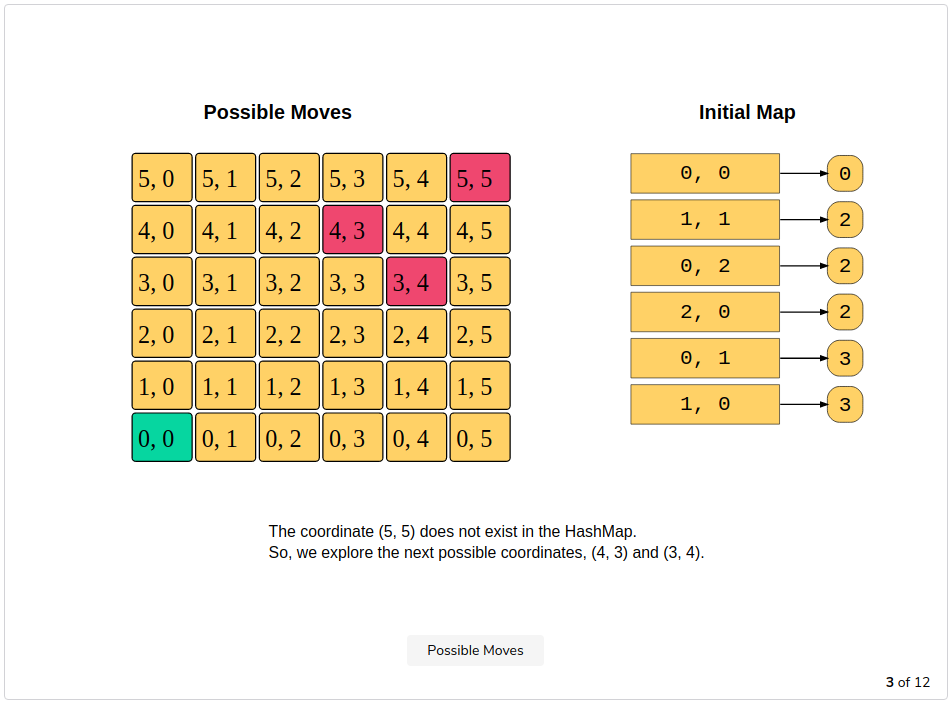 Possible Moves
Initial Map
5, 0 5, 1 5, 2 5, 3 5, 4 5, 5
4, 0 4, 1 4, 2 4, 3 4, 4 4, 5
3, 0 3, 1 3, 2 3, 3 3, 4 3, 5
2, 0 2, 1 2, 2 2, 3 2, 4 2, 5
1, 0 1, 1 1, 2 1, 3 1, 4 1, 5
0, 0 0, 1 0, 2 0, 3 0, 4 0, 5
0, 0 0
1, 1 2
0, 2 2
2, 0 2
0, 1 3
1, 0 3
The coordinate (5, 5) does not exist in the HashMap.
So, we explore the next possible coordinates, (4, 3) and (3, 4).
Possible Moves
3 of 12